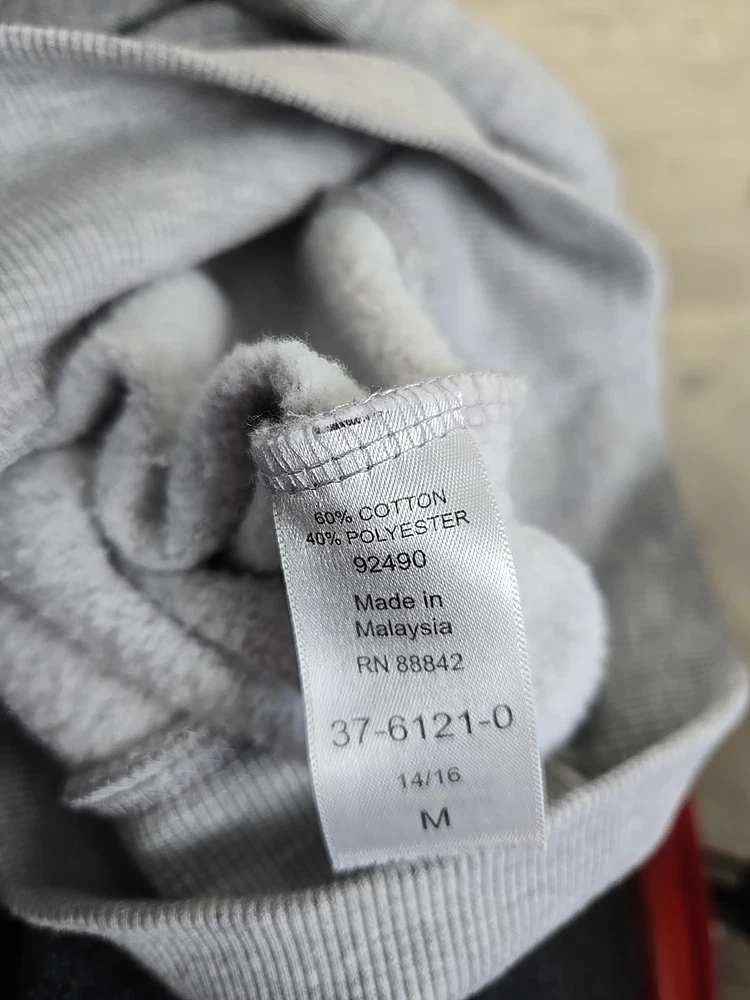 60% COTTON
40% POLYESTER
92490
Made in
Malaysia
RN 88842
37-6121-0
14/16
M